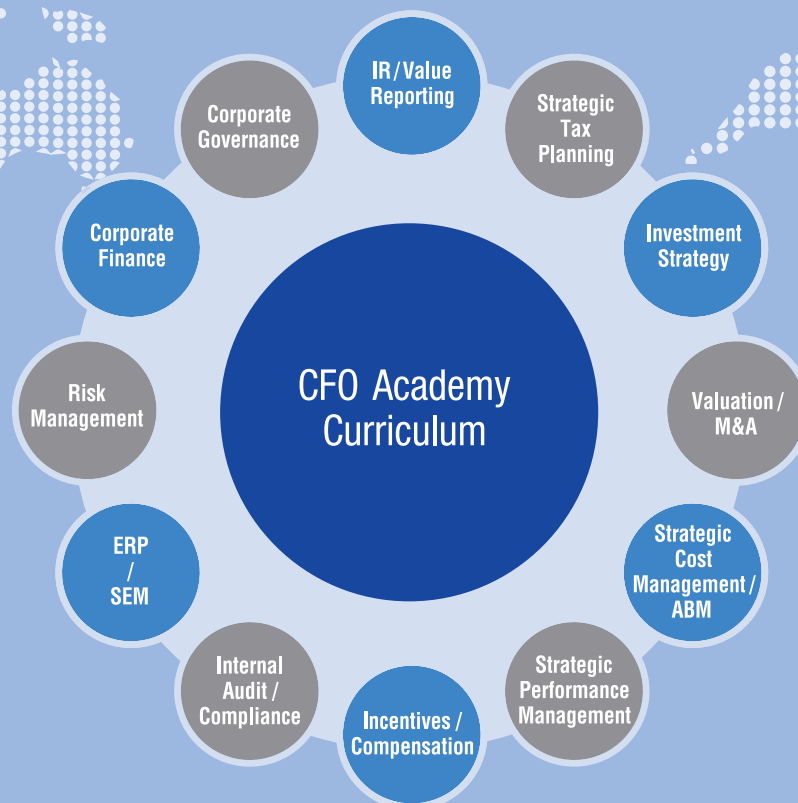 IR / Value
Reporting
Strategic
Tax
Planning
Investment
Strategy
Valuation /
M&A
Strategic
Cost
Management /
ABM
Strategic
Performance
Management
Incentives /
Compensation
Internal
Audit /
Compliance
ERP
/
SEM
Risk
Management
Corporate
Finance
Corporate
Governance
CFO Academy
Curriculum